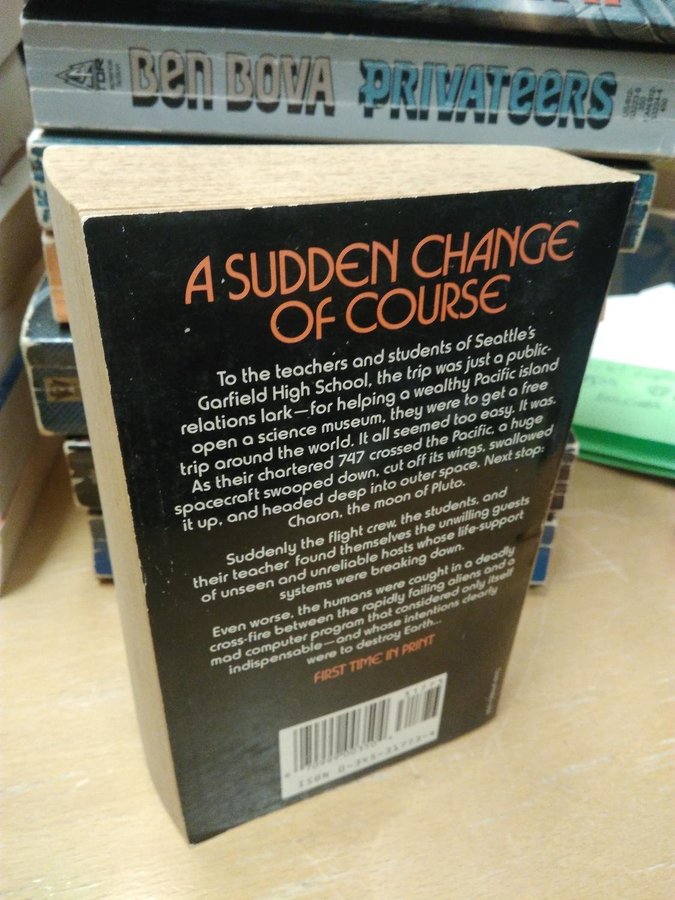 TOR
BEN BOVA PRIVATEERS
A SUDDEN CHANGE
OF COURSE
To the teachers and students of Seattle's
Garfield High School, the trip was just a public-
relations lark—for helping a wealthy Pacific island
open a science museum, they were to get a free
trip around the world. It all seemed too easy. It was.
As their chartered 747 crossed the Pacific, a huge
spacecraft swooped down, cut off its wings, swallowed
it up, and headed deep into outer space. Next stop:
Charon, the moon of Pluto.
Suddenly the flight crew, the students, and
their teacher found themselves the unwilling guests
of unseen and unreliable hosts whose life-support
systems were breaking down.
Even worse, the humans were caught in a deadly
cross-fire between the rapidly failing aliens and a
mad computer program that considered only itself
indispensable—and whose intentions clearly
were to destroy Earth...
FIRST TIME IN PRINT
ISBN 0-345-31772-4